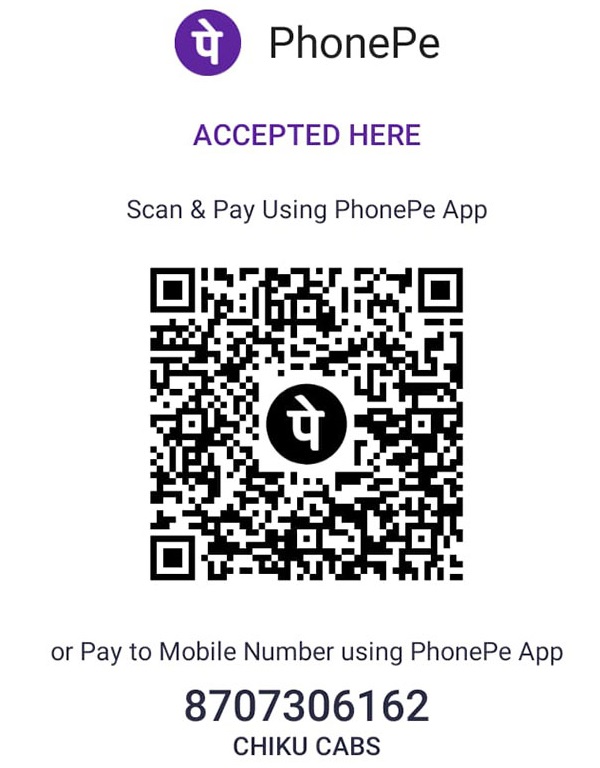 पे PhonePe
ACCEPTED HERE
Scan & Pay Using PhonePe App
पे
or Pay to Mobile Number using PhonePe App
8707306162
CHIKU CABS